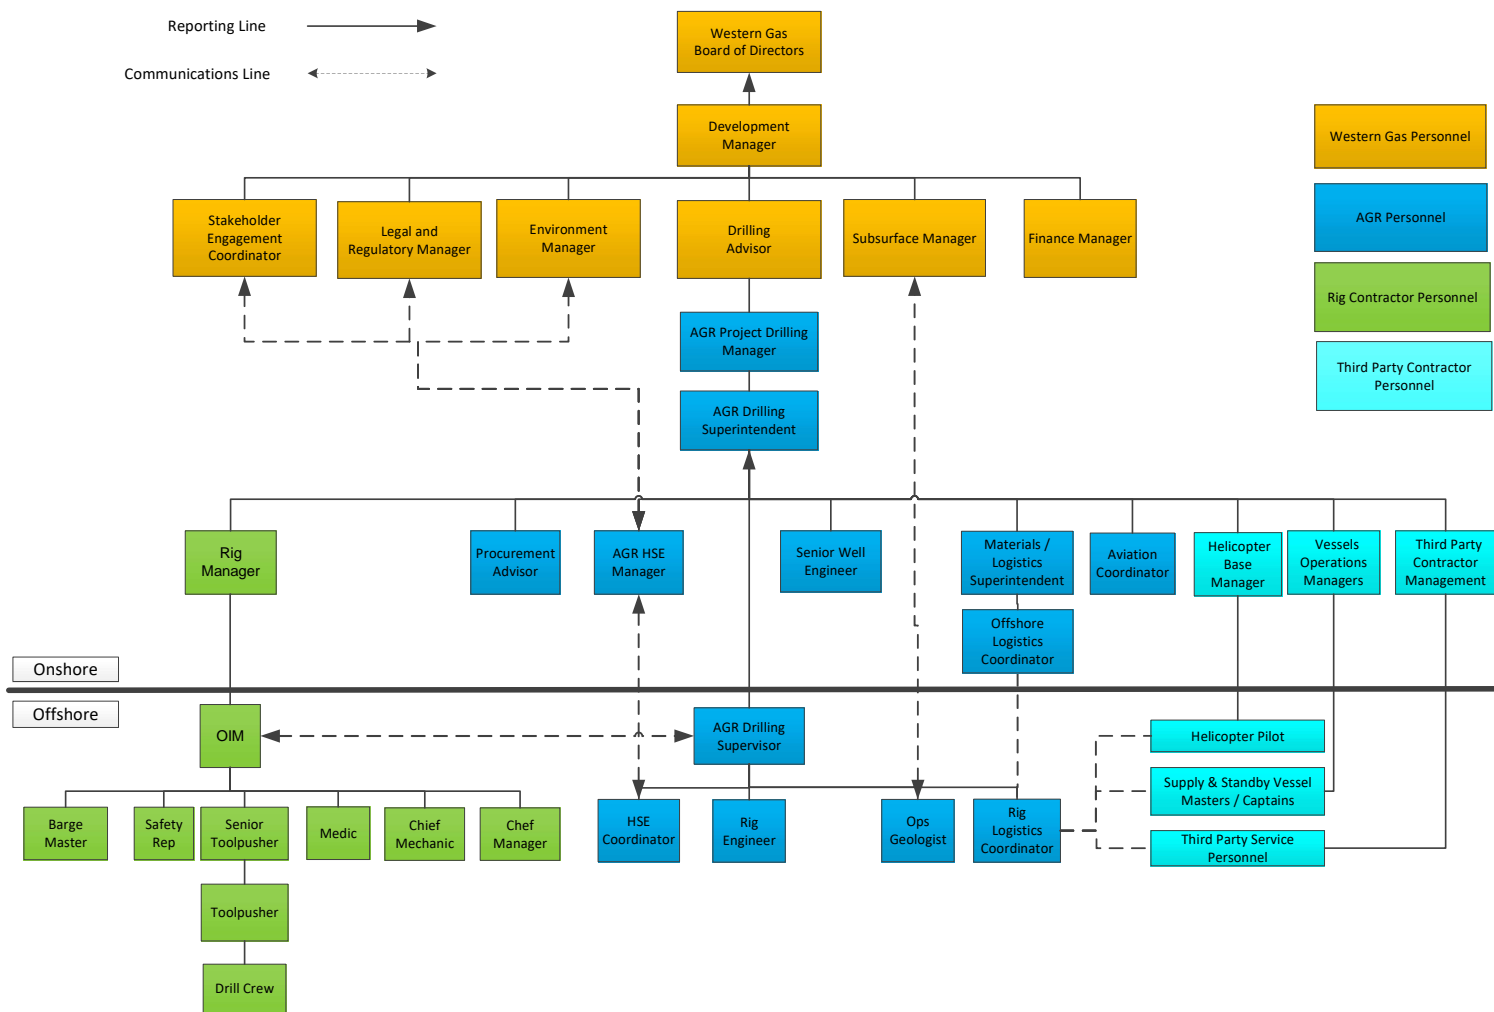 Reporting Line
Communications Line
Western Gas
Board of Directors
Development
Manager
Western Gas Personnel
AGR Personnel
Rig Contractor Personnel
Third Party Contractor
Personnel
Stakeholder
Engagement
Coordinator
Legal and
Regulatory Manager
Environment
Manager
Drilling
Advisor
Subsurface Manager
Finance Manager
AGR Project Drilling
Manager
AGR Drilling
Superintendent
Rig
Manager
Procurement
Advisor
AGR HSE
Manager
Senior Well
Engineer
Materials /
Logistics
Superintendent
Aviation
Coordinator
Helicopter
Base
Manager
Vessels
Operations
Managers
Third Party
Contractor
Management
Offshore
Logistics
Coordinator
Onshore
Offshore
OIM
AGR Drilling
Supervisor
Helicopter Pilot
Supply & Standby Vessel
Masters / Captains
Third Party Service
Personnel
Barge
Master
Safety
Rep
Senior
Toolpusher
Medic
Chief
Mechanic
Chef
Manager
HSE
Coordinator
Rig
Engineer
Ops
Geologist
Rig
Logistics
Coordinator
Toolpusher
Drill Crew